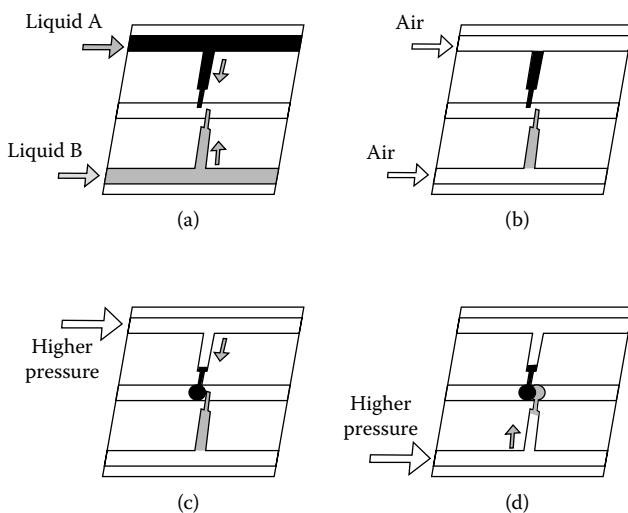 Liquid A
Liquid B
(a)
Air
Air
(b)
Higher
pressure
(c)
Higher
pressure
(d)